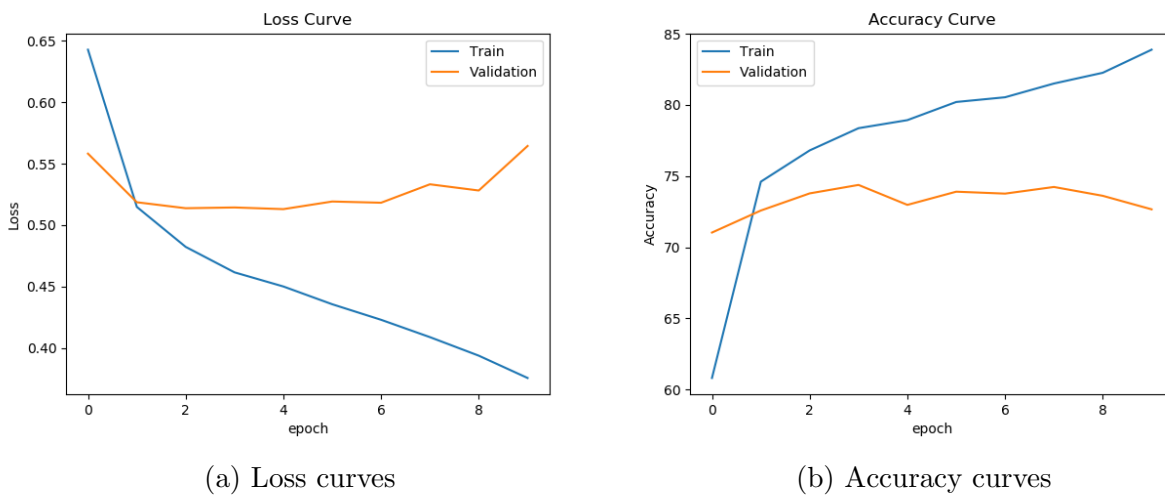 Loss Curve
0.65
0.60
0.55
0.50
0.45
0.40
Loss
0 2 4 6 8
epoch
Train
Validation
(a) Loss curves
Accuracy Curve
85
80
75
70
65
60
Accuracy
0 2 4 6 8
epoch
Train
Validation
(b) Accuracy curves